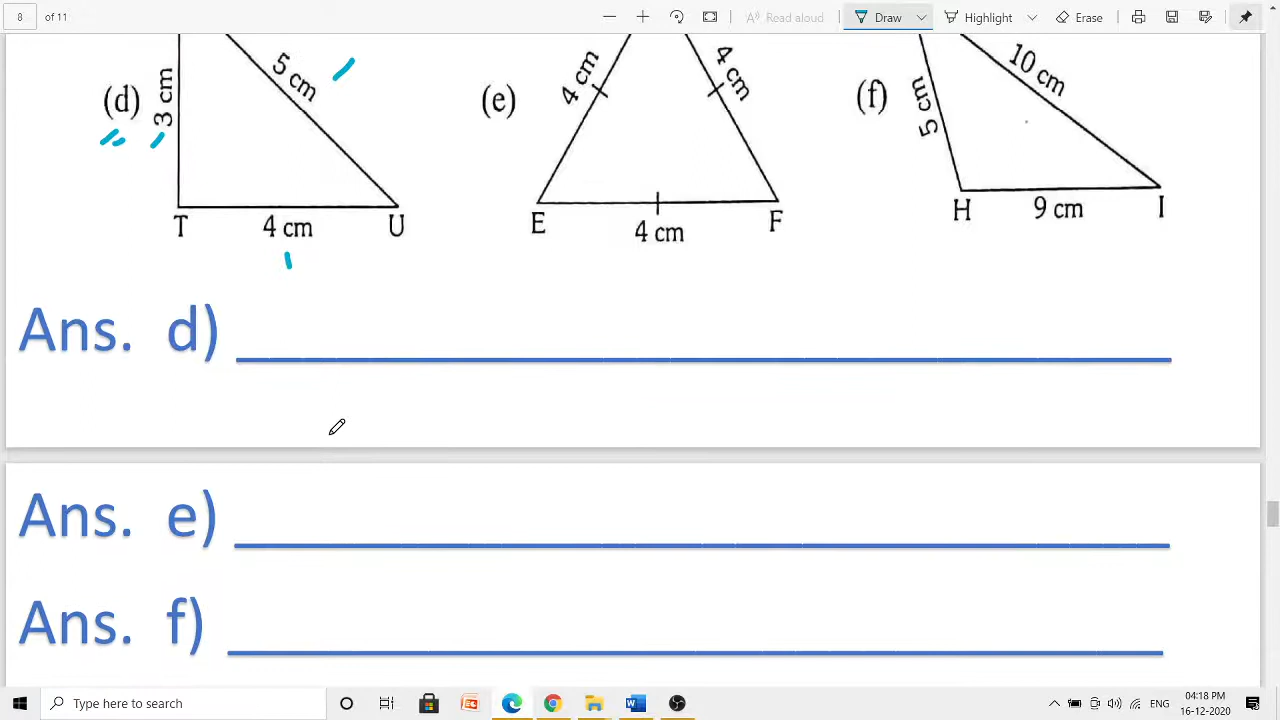 8 of 11
Read aloud
Draw
Highlight
Erase
(d)
3 cm
5 cm
T
4 cm
U
(e)
4 cm
4 cm
E
4 cm
F
(f)
5 cm
10 cm
H
9 cm
I
Ans. d)
Ans. e)
Ans. f)
Type here to search
ENG
04:18 PM
16-12-2020